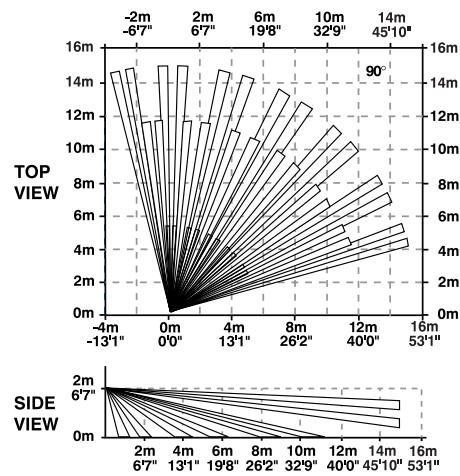 -2m 2m 6m 10m 14m
-6'7" 6'7" 19'8" 32'9" 45'10"
16m 16m
90°
14m 14m
12m 12m
10m 10m
TOP
VIEW
8m 8m
6m 6m
4m 4m
2m 2m
0m 0m
-4m 0m 4m 8m 12m 16m
-13'1" 0'0" 13'1" 26'2" 40'0" 53'1"
2m
6'7"
SIDE
VIEW
0m
2m 4m 6m 8m 10m 12m 14m 16m
6'7" 13'1" 19'8" 26'2" 32'9" 40'0" 45'10" 53'1"